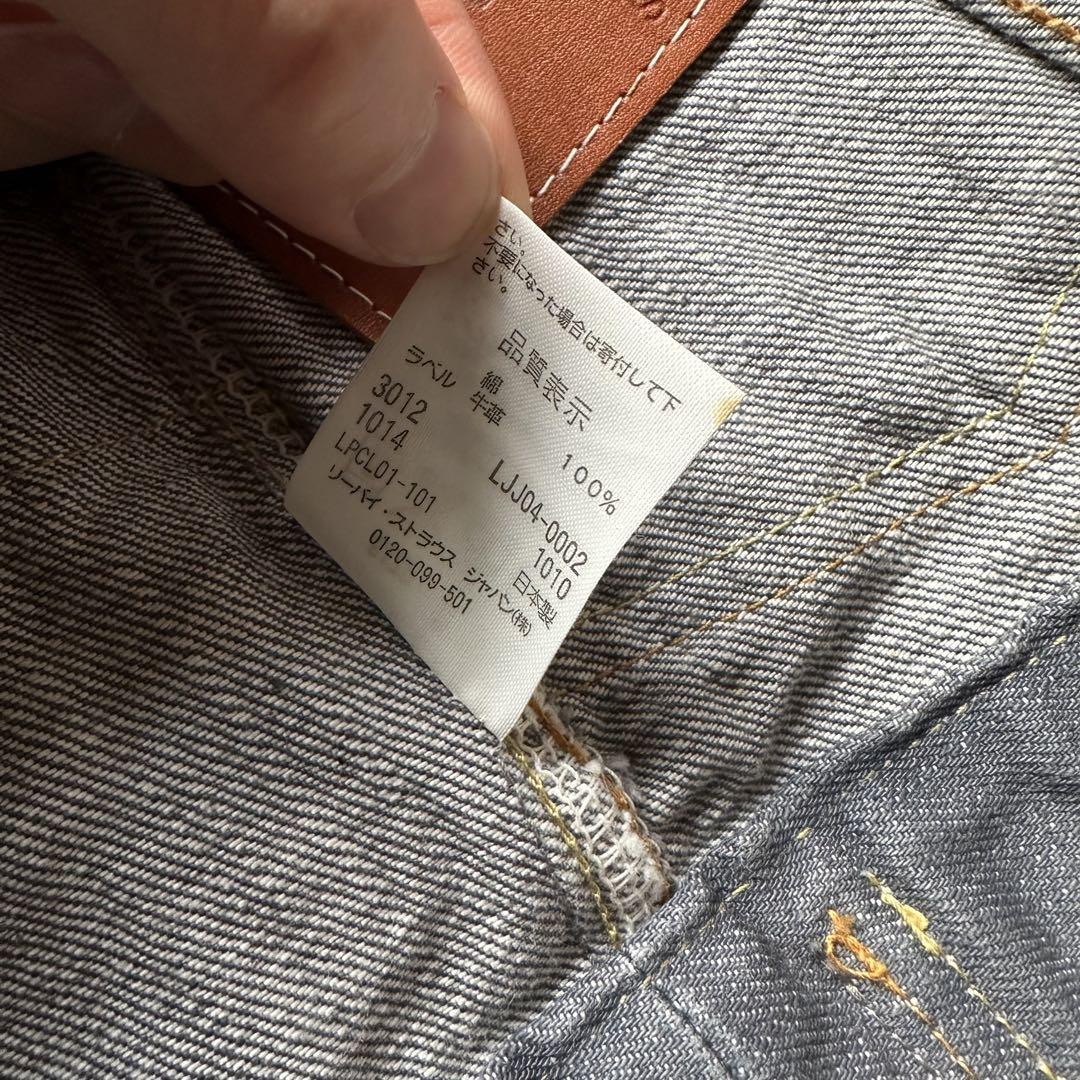 さい。
不要になった場合は寄付して下
さい。
品質表示
綿 100%
ラベル 牛革
3012 LJJ04-0002
1014 1010
LPCL01-101 日本製
リーバイ・ストラウス ジャパン(株)
0120-099-501